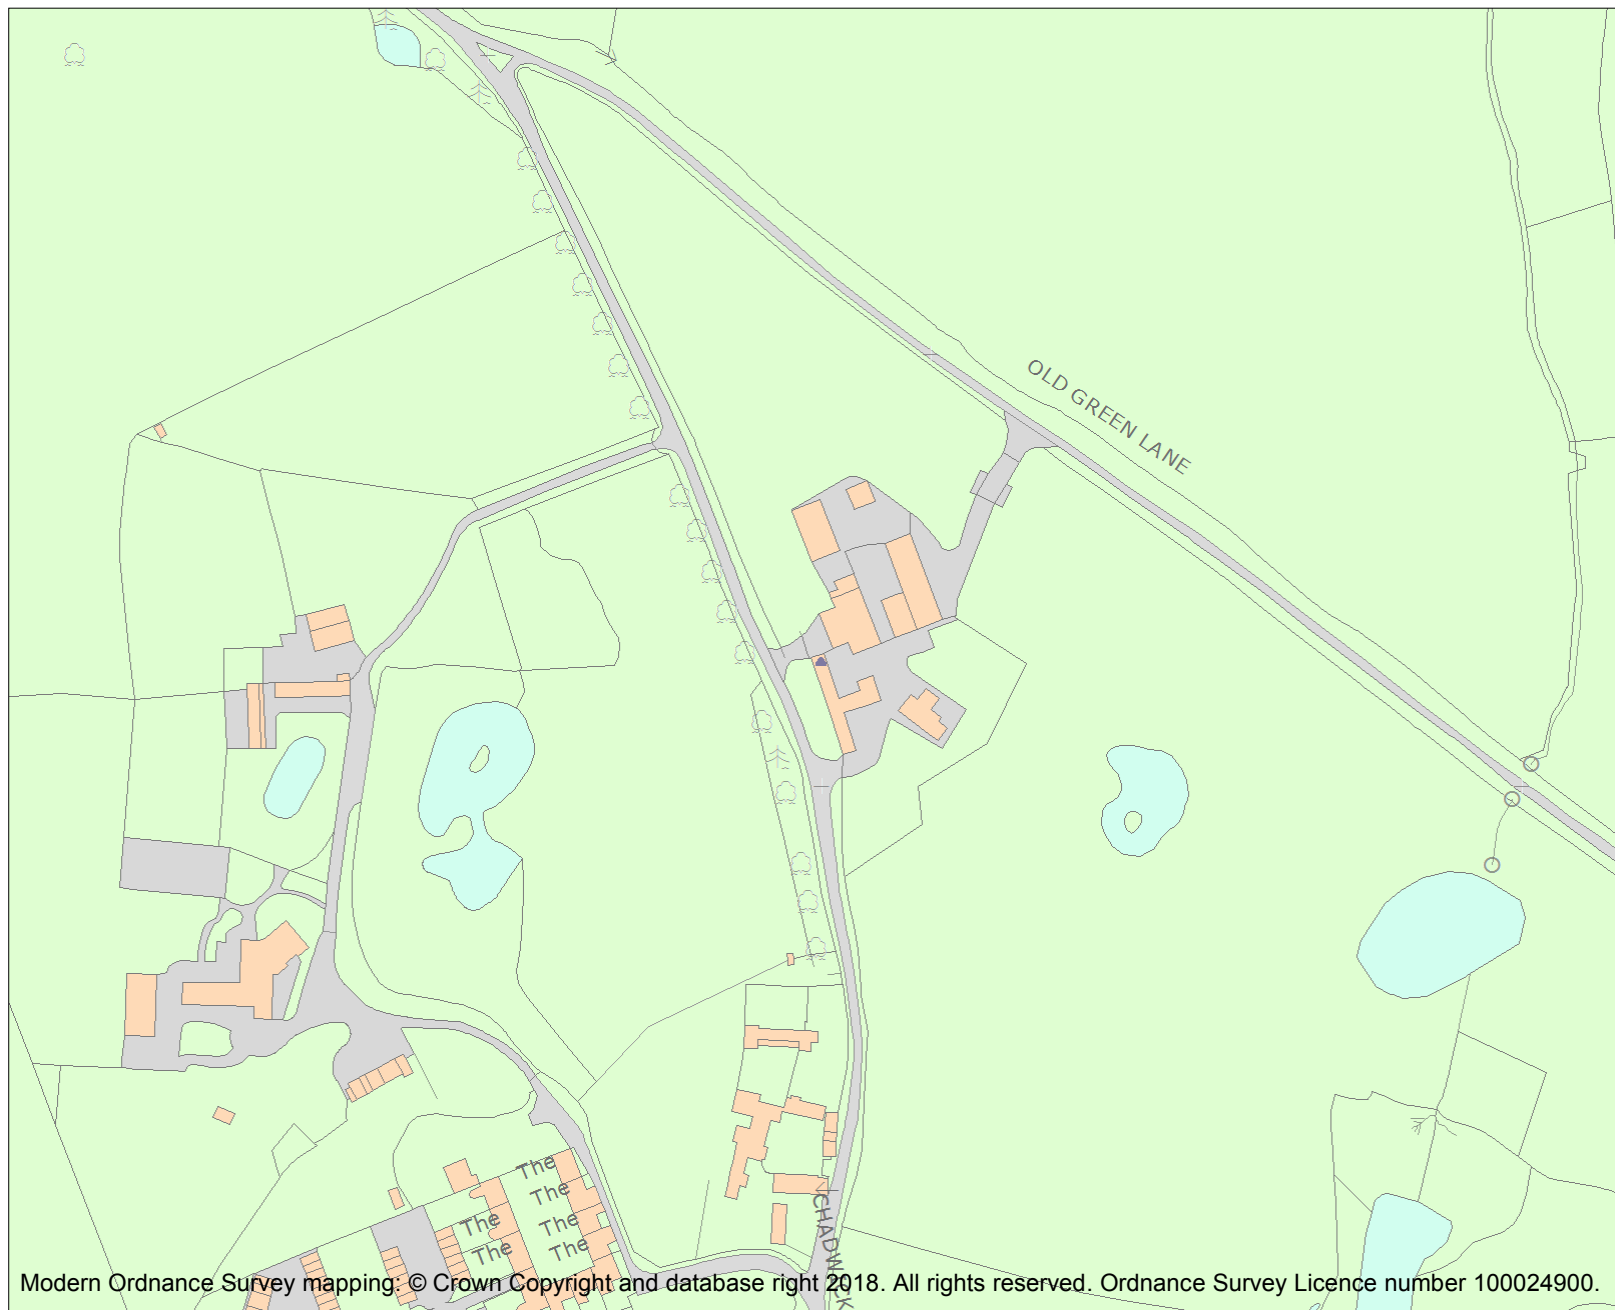 OLD GREEN LANE
The
The
The
The
The
The
CHADWICK
Modern Ordnance Survey mapping: © Crown Copyright and database right 2018. All rights reserved. Ordnance Survey Licence number 100024900.